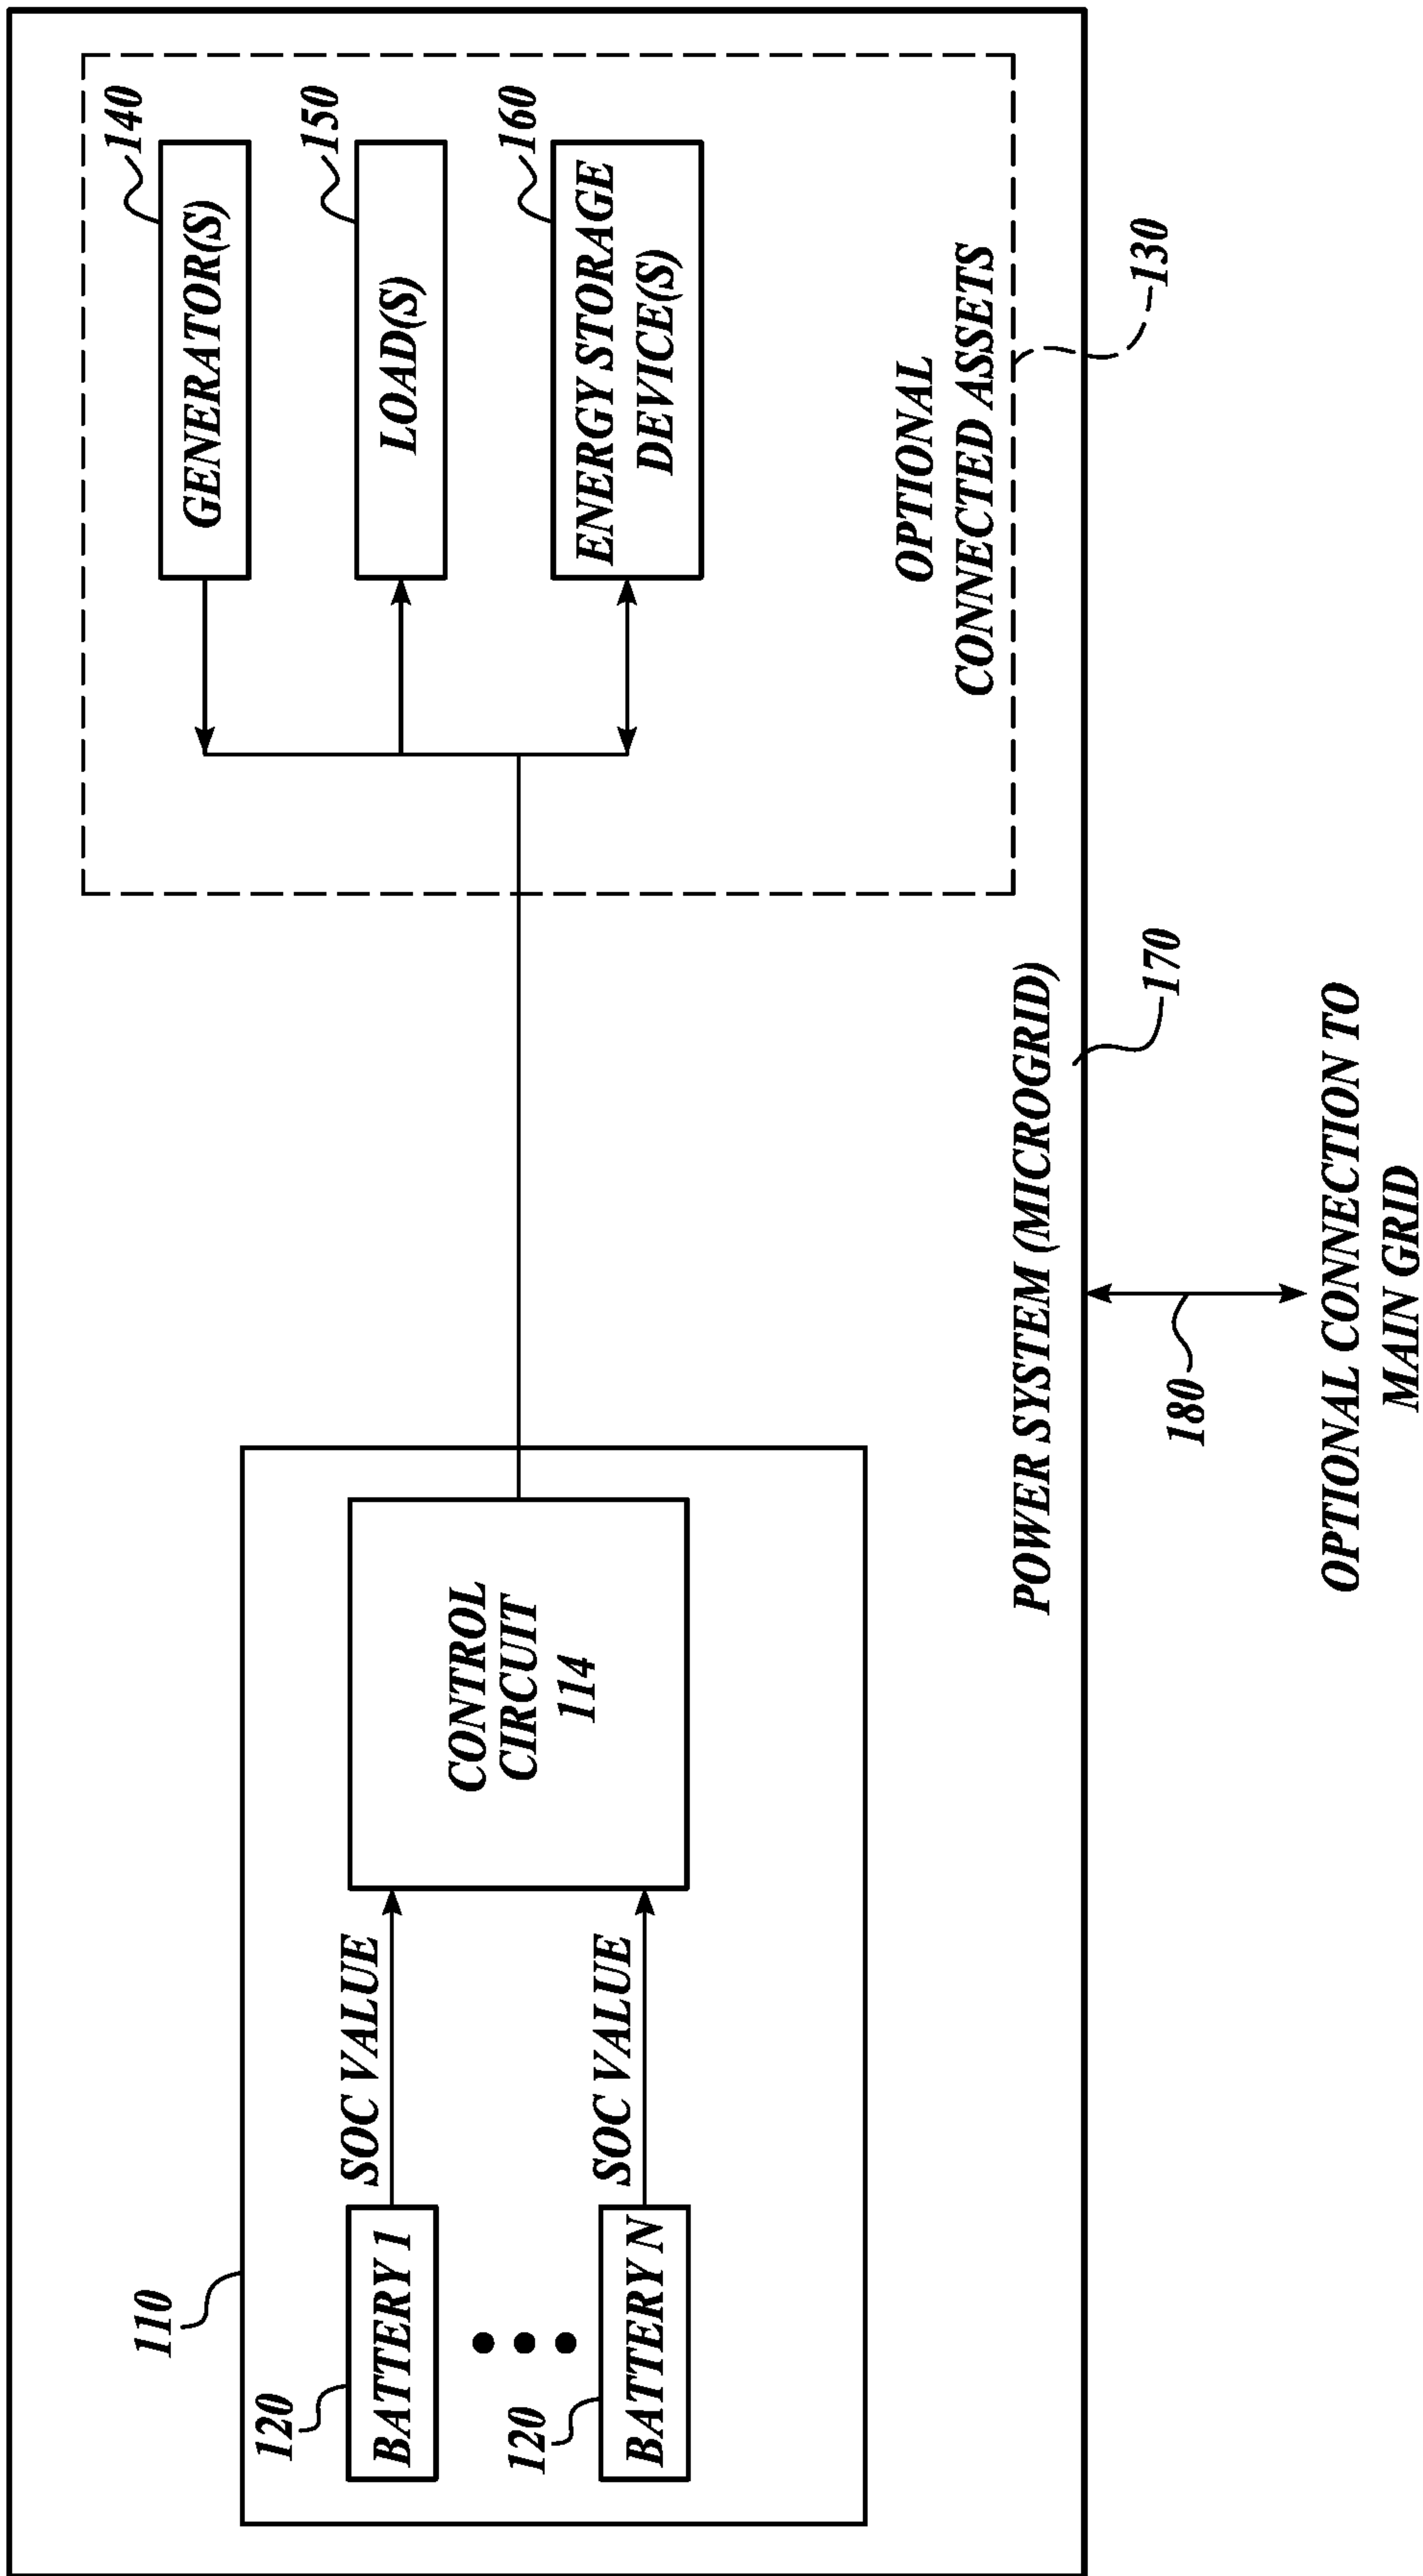 110
120
BATTERY 1
SOC VALUE
120
BATTERY N
SOC VALUE
CONTROL
CIRCUIT
114
140
GENERATOR(S)
150
LOAD(S)
160
ENERGY STORAGE
DEVICE(S)
OPTIONAL
CONNECTED ASSETS
130
POWER SYSTEM (MICROGRID)
170
180
OPTIONAL CONNECTION TO
MAIN GRID